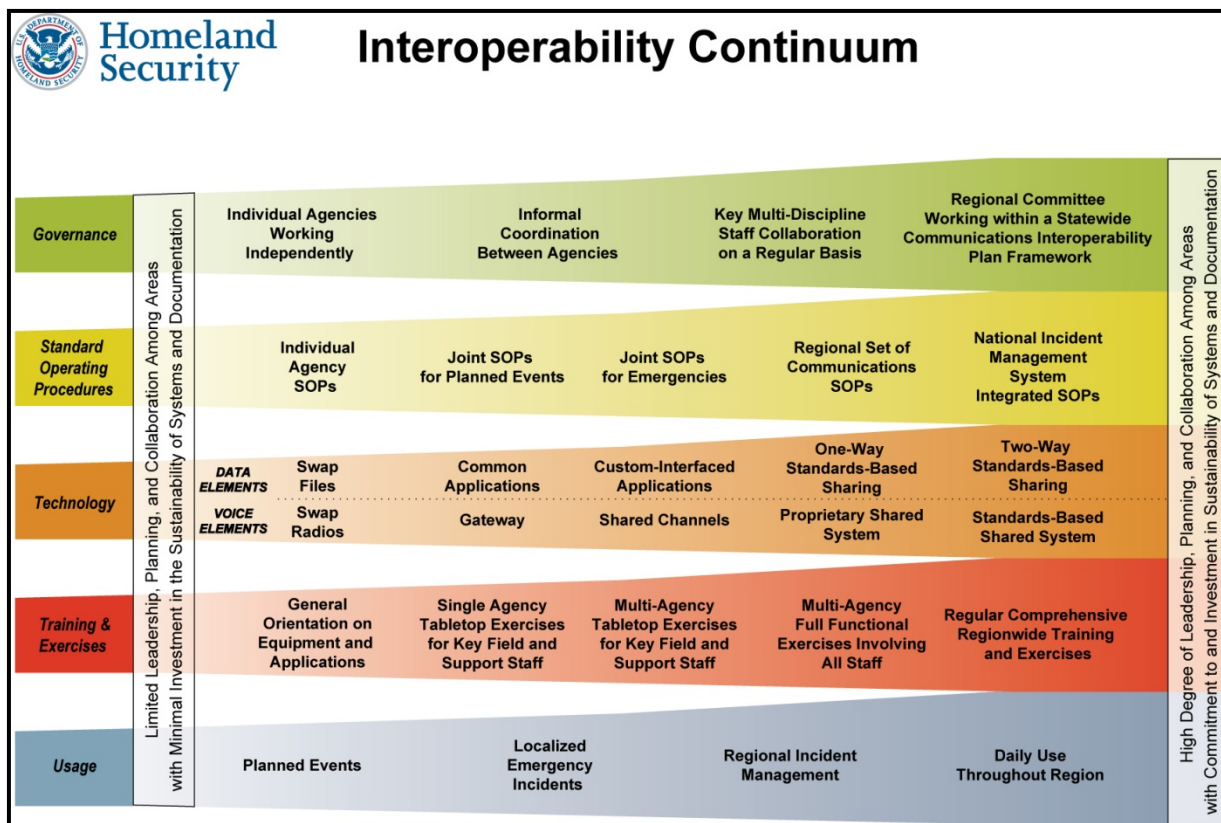 U.S. DEPARTMENT OF
HOMELAND SECURITY
Homeland
Security
Interoperability Continuum
Limited Leadership, Planning, and Collaboration Among Areas
with Minimal Investment in the Sustainability of Systems and Documentation
Governance
Individual Agencies
Working
Independently
Informal
Coordination
Between Agencies
Key Multi-Discipline
Staff Collaboration
on a Regular Basis
Regional Committee
Working within a Statewide
Communications Interoperability
Plan Framework
Standard
Operating
Procedures
Individual
Agency
SOPs
Joint SOPs
for Planned Events
Joint SOPs
for Emergencies
Regional Set of
Communications
SOPs
National Incident
Management
System
Integrated SOPs
Technology
DATA
ELEMENTS
Swap
Files
Common
Applications
Custom-Interfaced
Applications
One-Way
Standards-Based
Sharing
Two-Way
Standards-Based
Sharing
VOICE
ELEMENTS
Swap
Radios
Gateway
Shared Channels
Proprietary Shared
System
Standards-Based
Shared System
Training &
Exercises
General
Orientation on
Equipment and
Applications
Single Agency
Tabletop Exercises
for Key Field and
Support Staff
Multi-Agency
Tabletop Exercises
for Key Field and
Support Staff
Multi-Agency
Full Functional
Exercises Involving
All Staff
Regular Comprehensive
Regionwide Training
and Exercises
Usage
Planned Events
Localized
Emergency
Incidents
Regional Incident
Management
Daily Use
Throughout Region
High Degree of Leadership, Planning, and Collaboration Among Areas
with Commitment to and Investment in Sustainability of Systems and Documentation